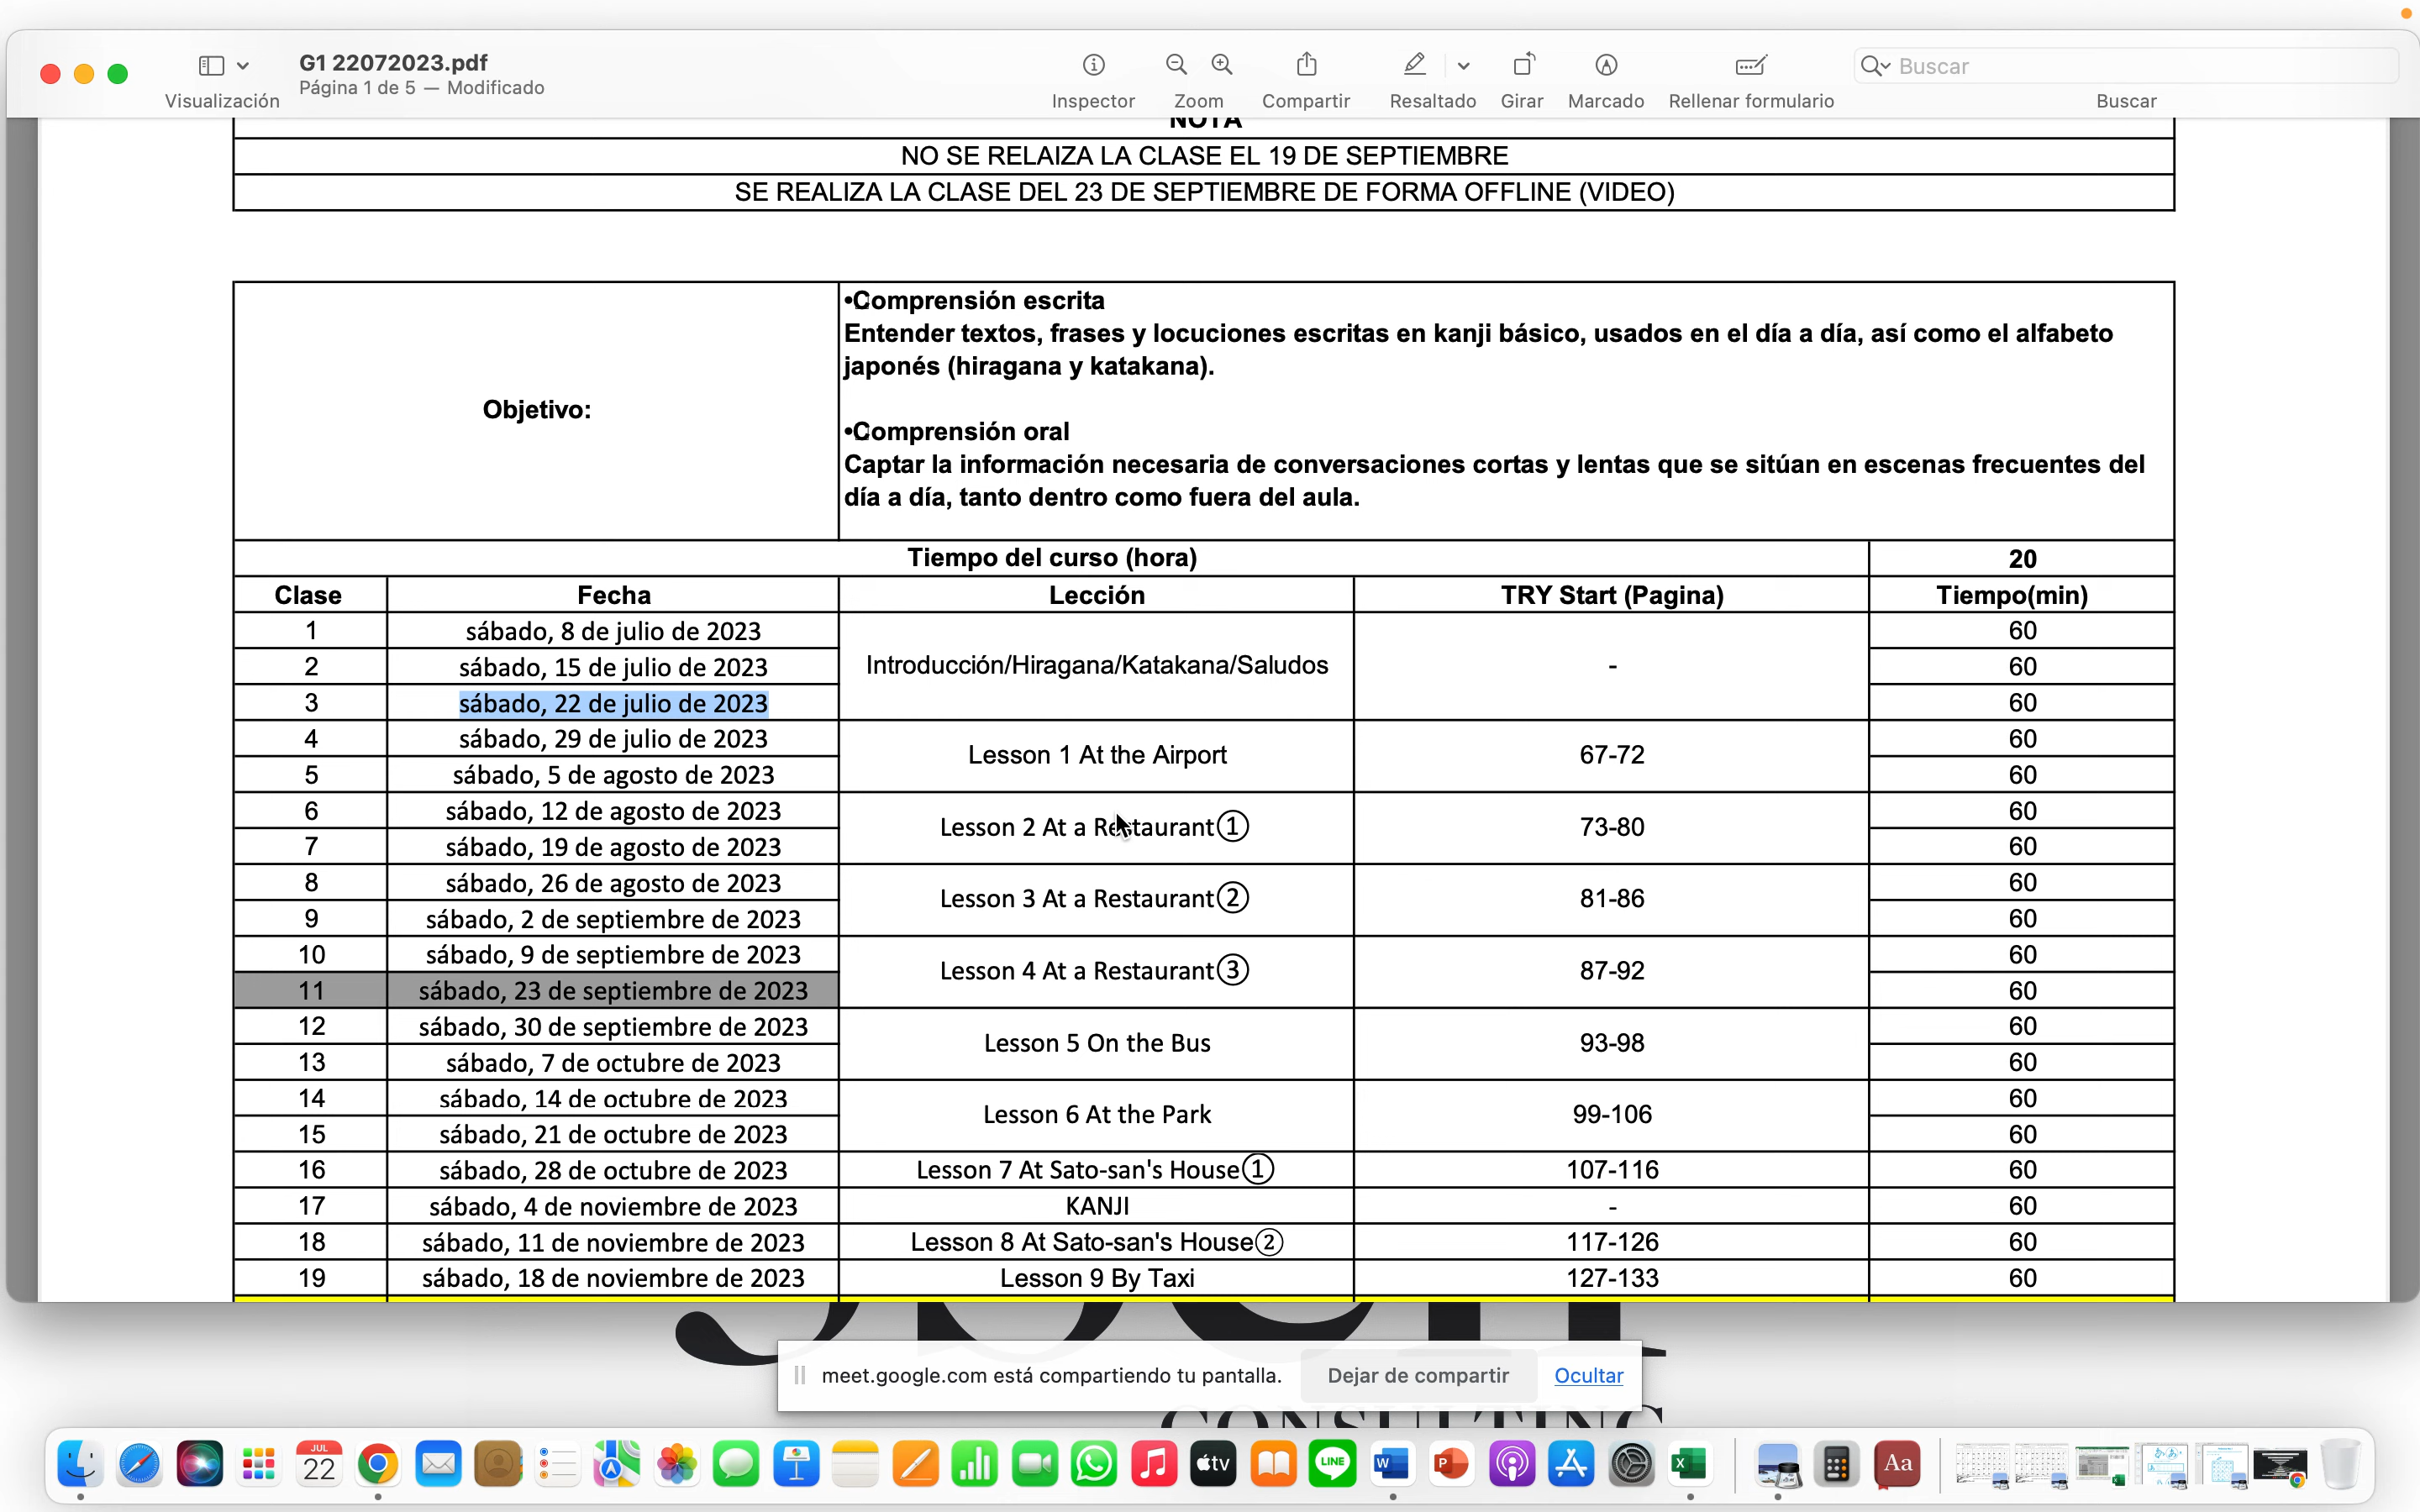 G1 22072023.pdf
Página 1 de 5 — Modificado
Visualización
Inspector
Zoom
Compartir
Resaltado
Girar
Marcado
Rellenar formulario
Buscar
Buscar
NOTA
NO SE RELAIZA LA CLASE EL 19 DE SEPTIEMBRE
SE REALIZA LA CLASE DEL 23 DE SEPTIEMBRE DE FORMA OFFLINE (VIDEO)
Objetivo:
•Comprensión escrita
Entender textos, frases y locuciones escritas en kanji básico, usados en el día a día, así como el alfabeto
japonés (hiragana y katakana).
•Comprensión oral
Captar la información necesaria de conversaciones cortas y lentas que se sitúan en escenas frecuentes del
día a día, tanto dentro como fuera del aula.
Tiempo del curso (hora) 20
Clase Fecha Lección TRY Start (Pagina) Tiempo(min)
1 sábado, 8 de julio de 2023 60
2 sábado, 15 de julio de 2023 Introducción/Hiragana/Katakana/Saludos - 60
3 sábado, 22 de julio de 2023 60
4 sábado, 29 de julio de 2023 60
Lesson 1 At the Airport 67-72
5 sábado, 5 de agosto de 2023 60
6 sábado, 12 de agosto de 2023 60
Lesson 2 At a Restaurant① 73-80
7 sábado, 19 de agosto de 2023 60
8 sábado, 26 de agosto de 2023 60
Lesson 3 At a Restaurant② 81-86
9 sábado, 2 de septiembre de 2023 60
10 sábado, 9 de septiembre de 2023 60
Lesson 4 At a Restaurant③ 87-92
11 sábado, 23 de septiembre de 2023 60
12 sábado, 30 de septiembre de 2023 60
Lesson 5 On the Bus 93-98
13 sábado, 7 de octubre de 2023 60
14 sábado, 14 de octubre de 2023 60
Lesson 6 At the Park 99-106
15 sábado, 21 de octubre de 2023 60
16 sábado, 28 de octubre de 2023 Lesson 7 At Sato-san's House① 107-116 60
17 sábado, 4 de noviembre de 2023 KANJI - 60
18 sábado, 11 de noviembre de 2023 Lesson 8 At Sato-san's House② 117-126 60
19 sábado, 18 de noviembre de 2023 Lesson 9 By Taxi 127-133 60
meet.google.com está compartiendo tu pantalla.
Dejar de compartir
Ocultar
CONSULTING
JUL
22
tv
LINE
W
P
X
Aa